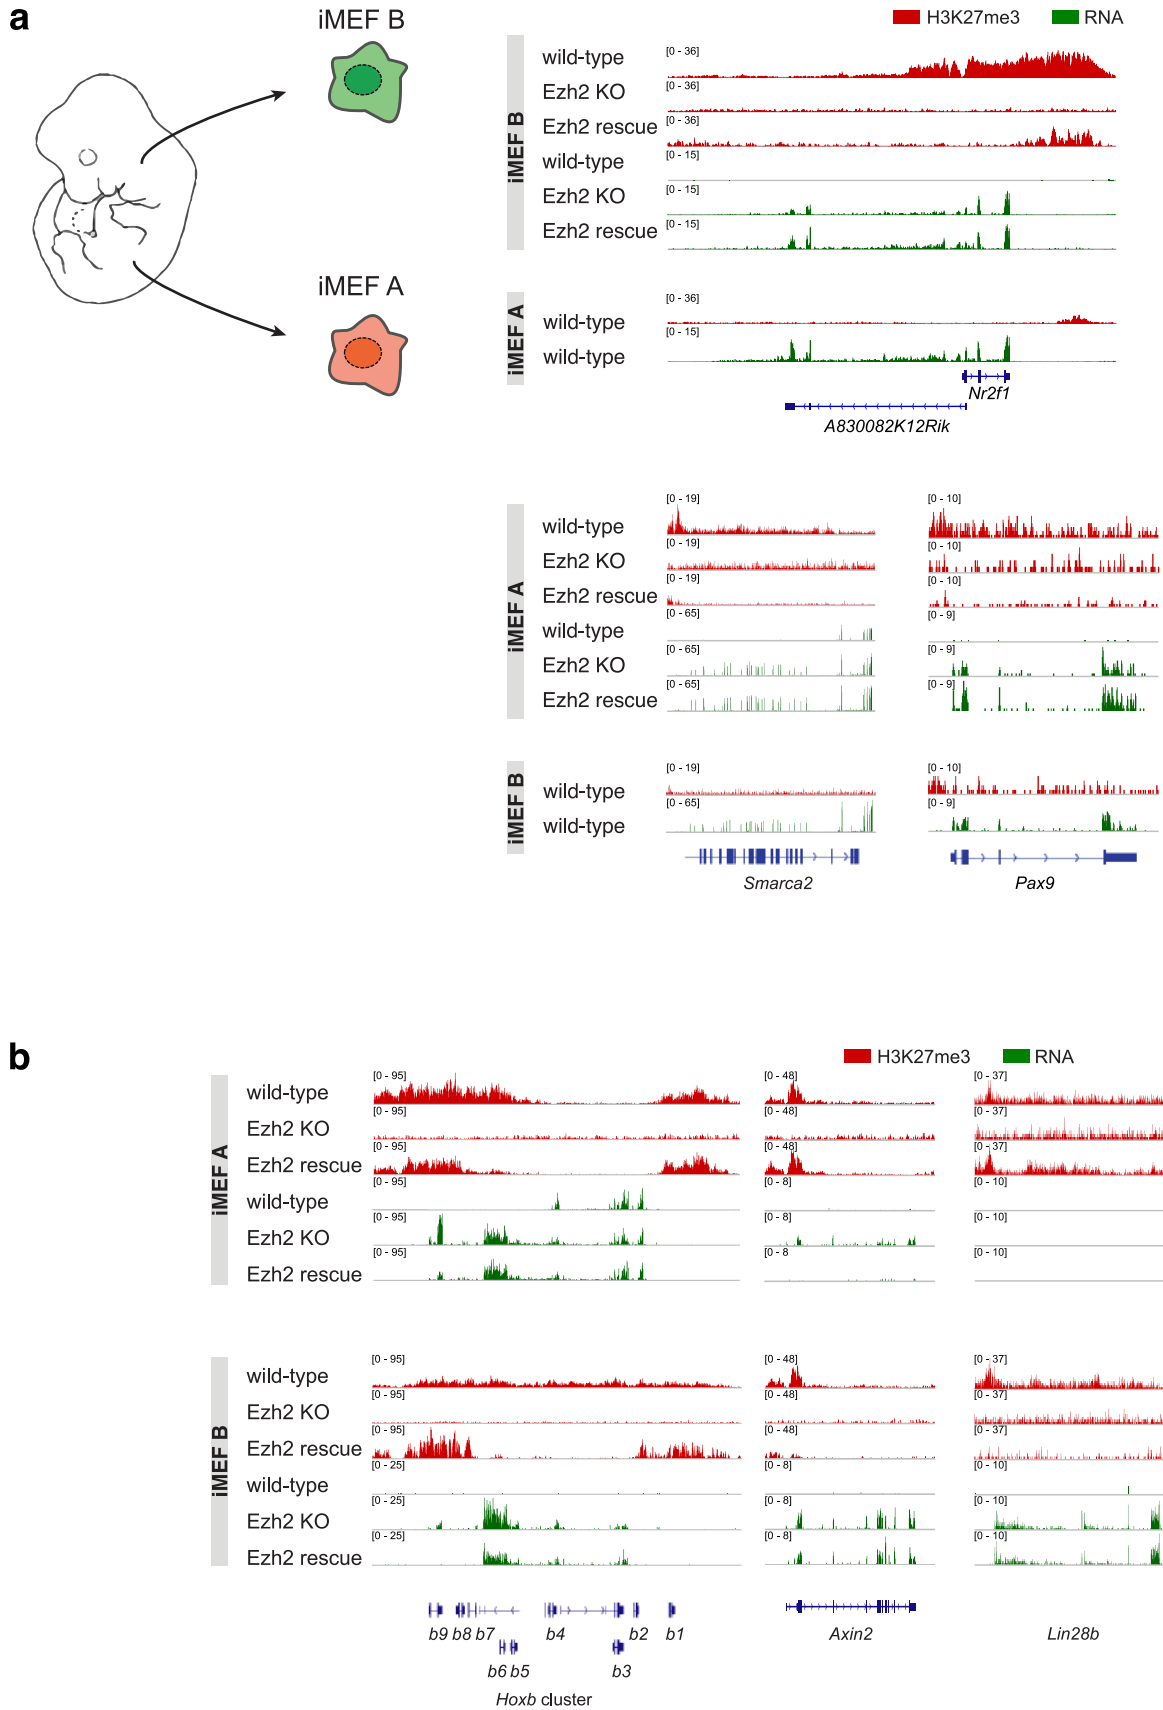 a
iMEF B
H3K27me3
RNA
iMEF B
wild-type
[0 - 36]
Ezh2 KO
[0 - 36]
Ezh2 rescue
[0 - 36]
wild-type
[0 - 15]
Ezh2 KO
[0 - 15]
Ezh2 rescue
[0 - 15]
iMEF A
iMEF A
wild-type
[0 - 36]
wild-type
[0 - 15]
Nr2f1
A830082K12Rik
iMEF A
wild-type
[0 - 19]
[0 - 10]
Ezh2 KO
[0 - 19]
[0 - 10]
Ezh2 rescue
[0 - 19]
[0 - 10]
wild-type
[0 - 65]
[0 - 9]
Ezh2 KO
[0 - 65]
[0 - 9]
Ezh2 rescue
[0 - 65]
[0 - 9]
iMEF B
wild-type
[0 - 19]
[0 - 10]
wild-type
[0 - 65]
[0 - 9]
Smarca2
Pax9
b
H3K27me3
RNA
iMEF A
wild-type
[0 - 95]
[0 - 48]
[0 - 37]
Ezh2 KO
[0 - 95]
[0 - 48]
[0 - 37]
Ezh2 rescue
[0 - 95]
[0 - 48]
[0 - 37]
wild-type
[0 - 95]
[0 - 8]
[0 - 10]
Ezh2 KO
[0 - 95]
[0 - 8]
[0 - 10]
Ezh2 rescue
[0 - 95]
[0 - 8
[0 - 10]
iMEF B
wild-type
[0 - 95]
[0 - 48]
[0 - 37]
Ezh2 KO
[0 - 95]
[0 - 48]
[0 - 37]
Ezh2 rescue
[0 - 95]
[0 - 48]
[0 - 37]
wild-type
[0 - 25]
[0 - 8]
[0 - 10]
Ezh2 KO
[0 - 25]
[0 - 8]
[0 - 10]
Ezh2 rescue
[0 - 25]
[0 - 8]
[0 - 10]
b9 b8 b7 b4 b2 b1
Axin2
Lin28b
b6 b5 b3
Hoxb cluster